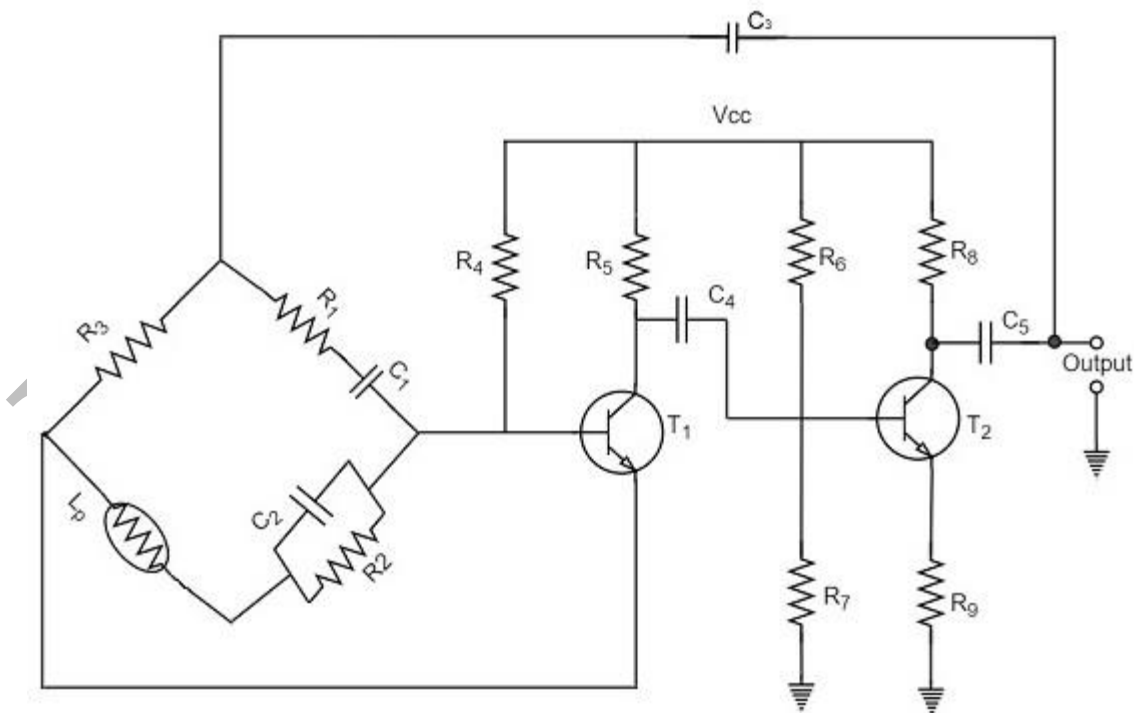 C₃
Vcc
R₄
R₅
R₆
R₈
C₄
C₅
Output
R₃
R₁
C₁
T₁
T₂
Lp
C₂
R₂
R₇
R₉